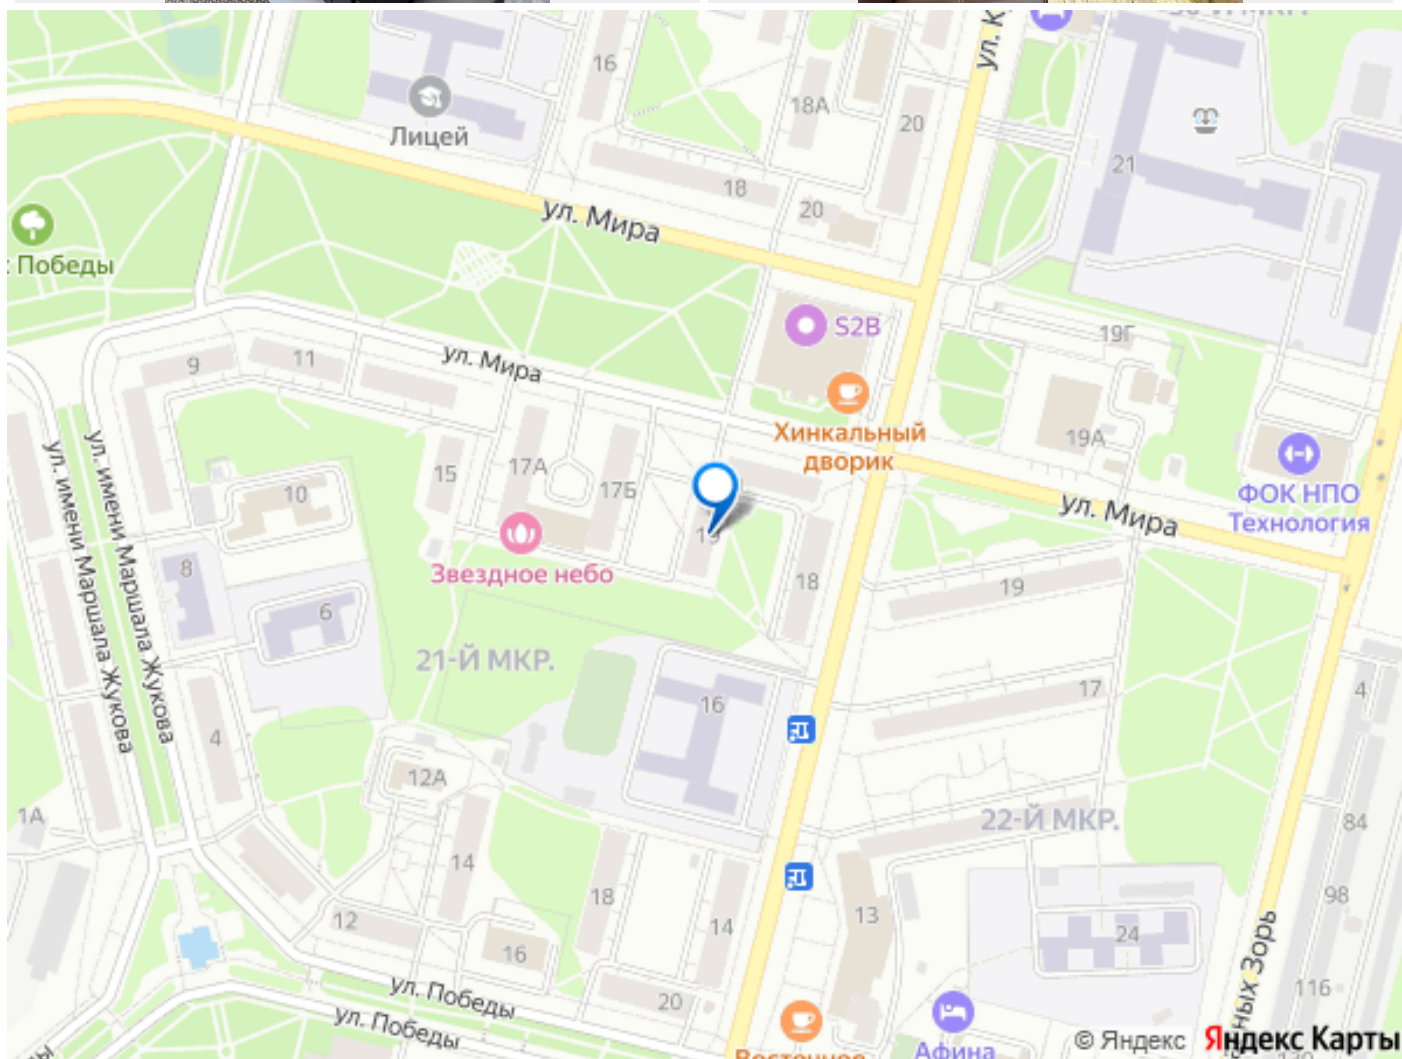 ул. К
16
18А
20
Лицей
21
18
20
ул. Мира
Победы
S2B
19Г
9
11
ул. Мира
Хинкальный
дворик
19А
15
17А
17Б
ул. Мира
ФОК НПО
Технология
10
Звездное небо
8
18
19
6
ул. имени Маршала Жукова
ул. имени Маршала Жукова
21-Й МКР.
16
17
4
4
12А
1А
22-Й МКР.
84
14
18
14
13
98
12
16
24
ул. Победы
20
116
ных Зорь
ул. Победы
Афина
© Яндекс Яндекс Карты